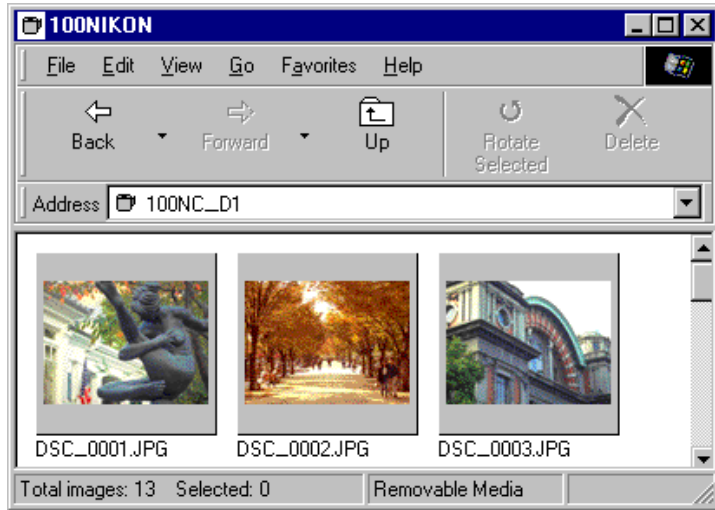 100NIKON
File Edit View Go Favorites Help
Back Forward Up Rotate Selected Delete
Address 100NC_D1
DSC_0001.JPG DSC_0002.JPG DSC_0003.JPG
Total images: 13 Selected: 0 Removable Media